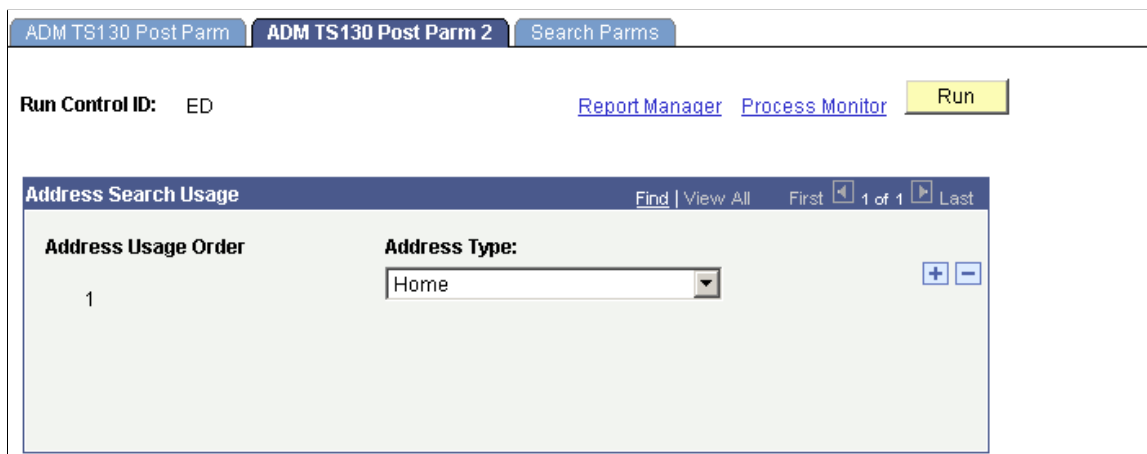 ADM TS130 Post Parm ADM TS130 Post Parm 2 Search Parms
Run Control ID: ED Report Manager Process Monitor Run
Address Search Usage Find | View All First 1 of 1 Last
Address Usage Order Address Type:
1 Home